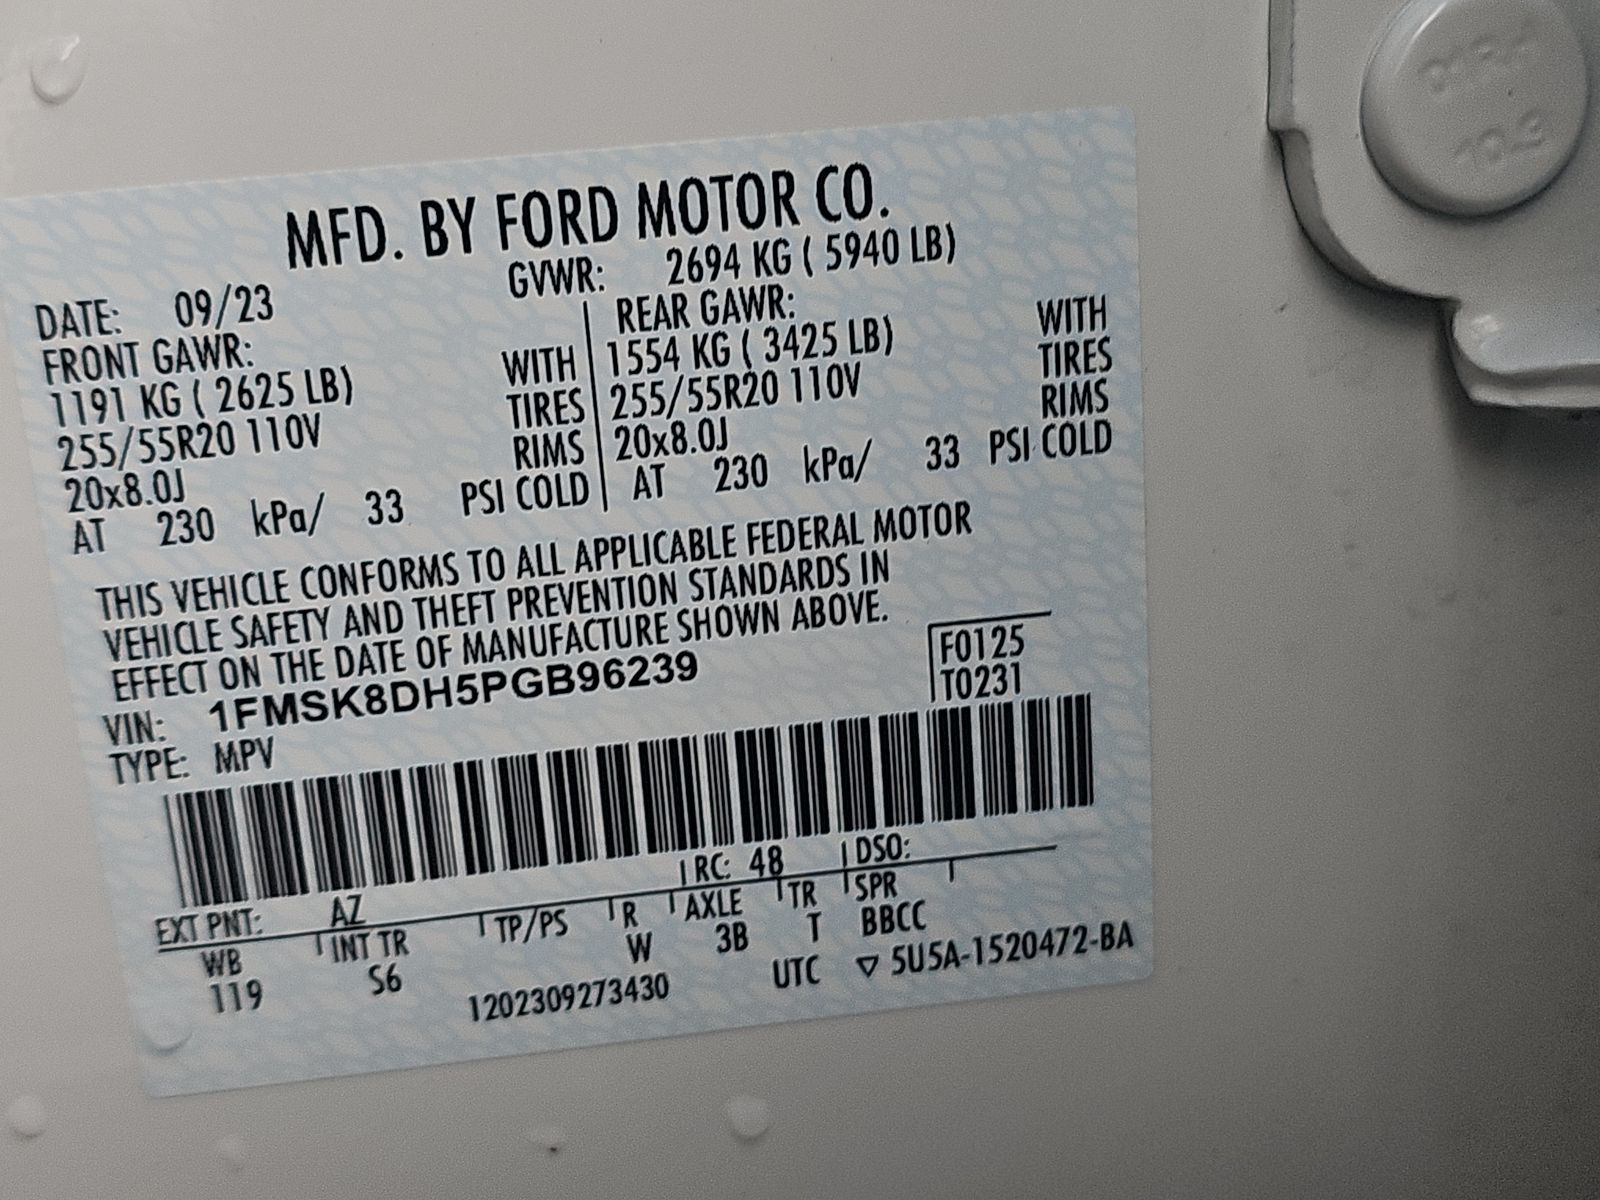 MFD. BY FORD MOTOR CO.
DATE: 09/23 GVWR: 2694 KG ( 5940 LB)
FRONT GAWR:
1191 KG ( 2625 LB) WITH
255/55R20 110V TIRES
20x8.0J RIMS
AT 230 kPa/ 33 PSI COLD
REAR GAWR:
1554 KG ( 3425 LB) WITH
255/55R20 110V TIRES
20x8.0J RIMS
AT 230 kPa/ 33 PSI COLD
THIS VEHICLE CONFORMS TO ALL APPLICABLE FEDERAL MOTOR
VEHICLE SAFETY AND THEFT PREVENTION STANDARDS IN
EFFECT ON THE DATE OF MANUFACTURE SHOWN ABOVE.
VIN: 1FMSK8DH5PGB96239
TYPE: MPV
F0125
T0231
EXT PNT: AZ RC: 48 DSO:
WB INT TR TP/PS R AXLE TR SPR
119 S6 W 3B T BBCC
1202309273430 UTC ▽ 5U5A-1520472-BA
10.9